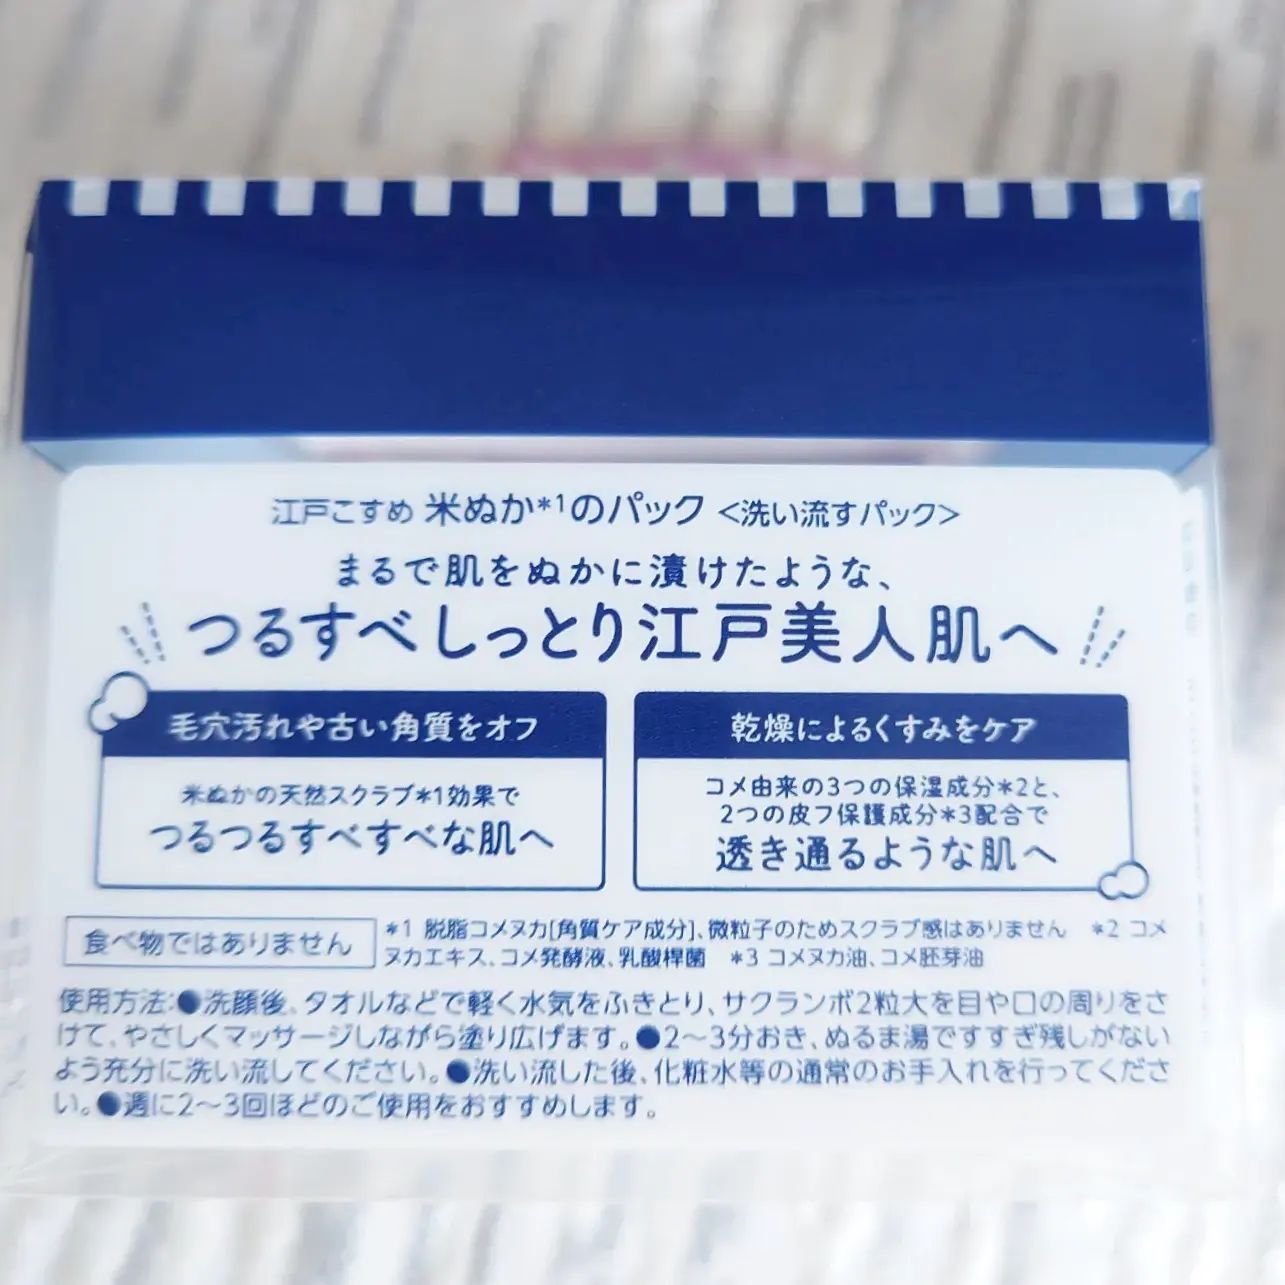 江戸こすめ 米ぬか*1のパック <洗い流すパック>
まるで肌をぬかに漬けたような、
つるすべしっとり江戸美人肌へ
毛穴汚れや古い角質をオフ
米ぬかの天然スクラブ*1効果で
つるつるすべすべな肌へ
乾燥によるくすみをケア
コメ由来の3つの保湿成分*2と、
2つの皮フ保護成分*3配合で
透き通るような肌へ
食べ物ではありません
*1 脱脂コメヌカ[角質ケア成分]、微粒子のためスクラブ感はありません *2 コメ
ヌカエキス、コメ発酵液、乳酸桿菌 *3 コメヌカ油、コメ胚芽油
使用方法:●洗顔後、タオルなどで軽く水気をふきとり、サクランボ2粒大を目や口の周りをさ
けて、やさしくマッサージしながら塗り広げます。●2〜3分おき、ぬるま湯ですすぎ残しがない
よう充分に洗い流してください。●洗い流した後、化粧水等の通常のお手入れを行ってくださ
い。●週に2〜3回ほどのご使用をおすすめします。